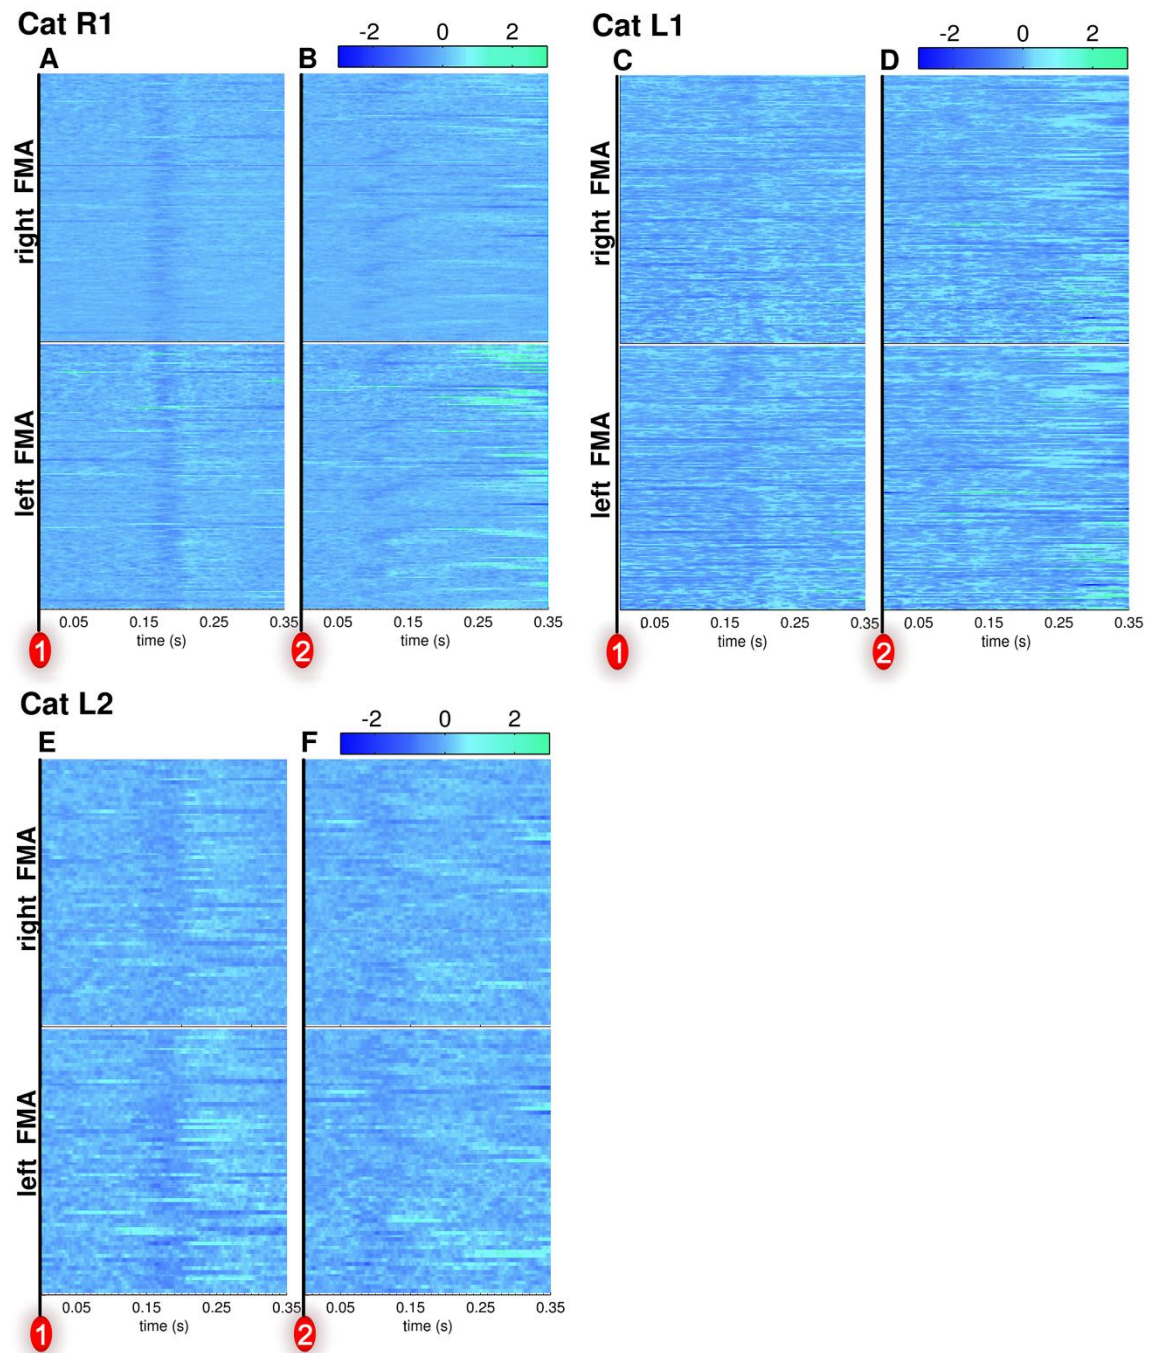 Cat R1
A
B
-2 0 2
right FMA
left FMA
0.05 0.15 0.25 0.35
time (s)
1
0.05 0.15 0.25 0.35
time (s)
2
Cat L1
C
D
-2 0 2
right FMA
left FMA
0.05 0.15 0.25 0.35
time (s)
1
0.05 0.15 0.25 0.35
time (s)
2
Cat L2
E
F
-2 0 2
right FMA
left FMA
0.05 0.15 0.25 0.35
time (s)
1
0.05 0.15 0.25 0.35
time (s)
2